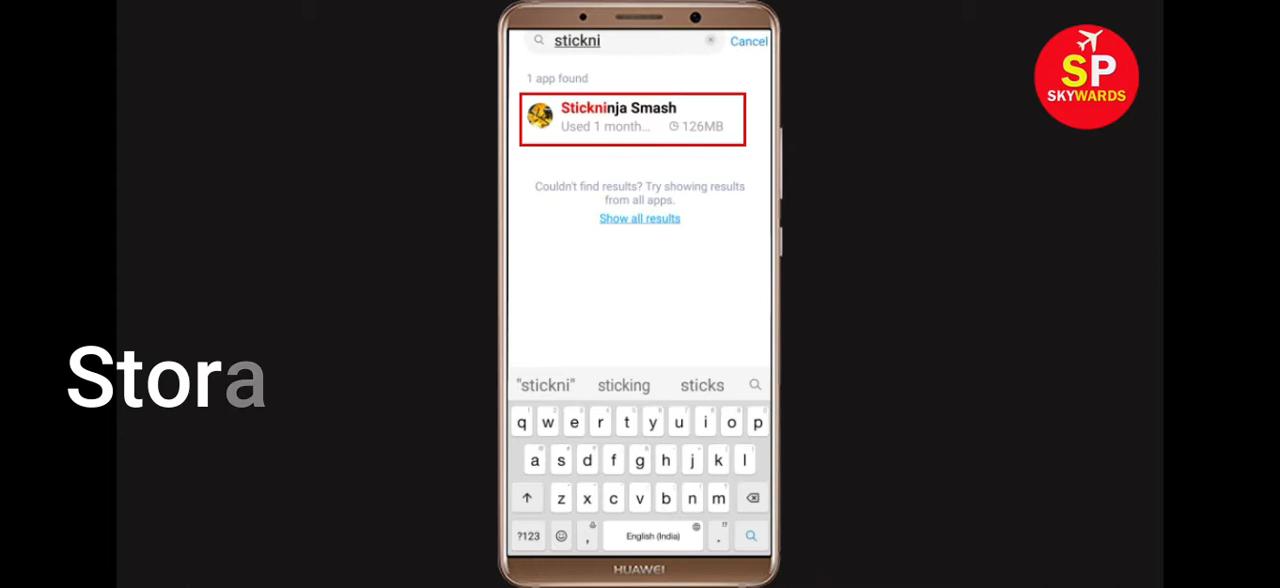 stickni
Cancel
1 app found
Stickninja Smash
Used 1 month... 126MB
Couldn't find results? Try showing results
from all apps.
Show all results
SP
SKYWARDS
Stora
"stickni" sticking sticks
q w e r t y u i o p
a s d f g h j k l
z x c v b n m
?123 , English (India) .
HUAWEI